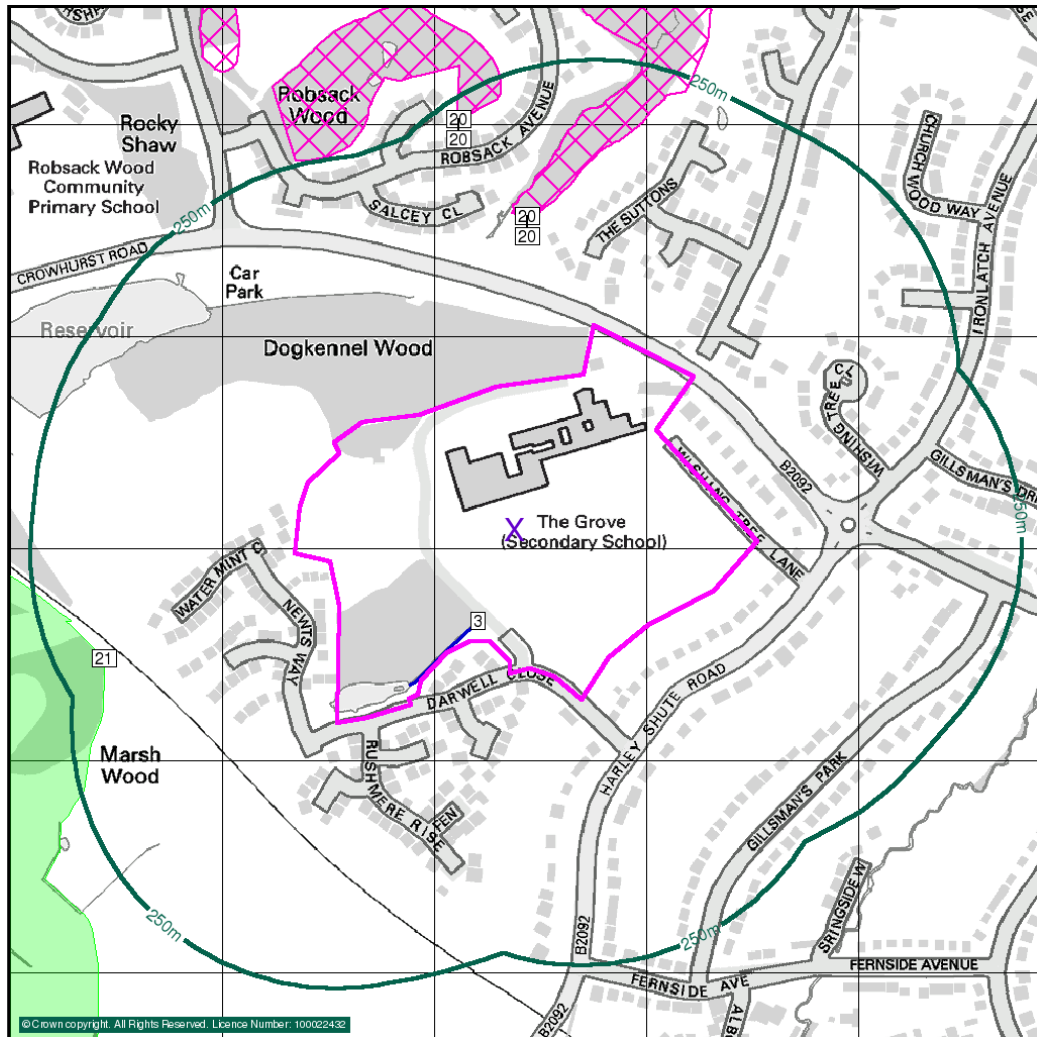 250m
Robsack
Wood
20
20
ROBSACK AVENUE
Rocky
Shaw
Robsack Wood
Community
Primary School
CHURCH
WOOD WAY
IRONLATCH AVENUE
THE SUTTONS
SALCEY CL
20
20
250m
CROWHURST ROAD
Car
Park
Reservoir
Dogkennel Wood
WISHING
TREE C
GILLSMAN'S
B2092
WISHING TREE LANE
250m
X
The Grove
(Secondary School)
WATER MINT C
NEWTS WAY
3
21
DARWELL CLOSE
HARLEY SHUTE ROAD
Marsh
Wood
RUSHMERE RISE
FEN
GILLSMAN'S PARK
250m
250m
B2092
SRINGSIDE W
FERNSIDE AVENUE
FERNSIDE AVE
B2092
© Crown copyright. All Rights Reserved. Licence Number: 100022432